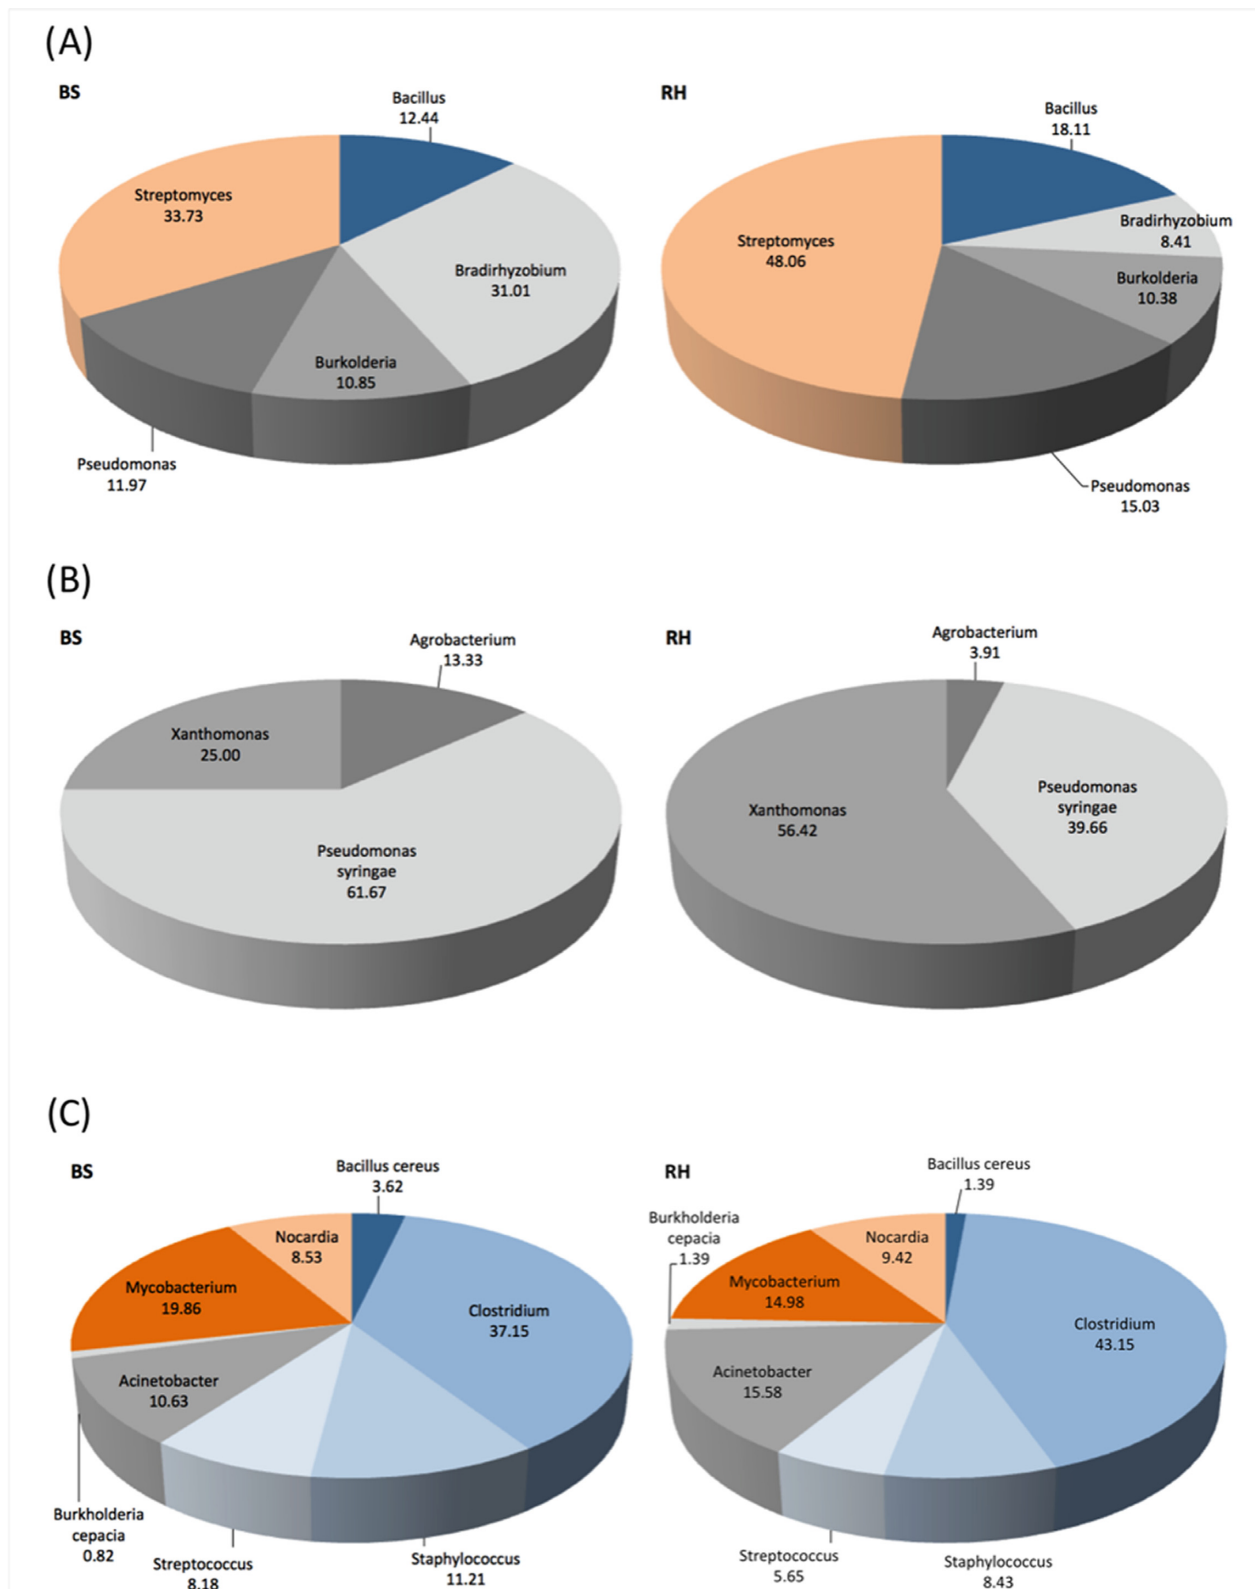 (A)
BS
Bacillus
12.44
Streptomyces
33.73
Bradirhyzobium
31.01
Burkolderia
10.85
Pseudomonas
11.97
RH
Bacillus
18.11
Bradirhyzobium
8.41
Streptomyces
48.06
Burkolderia
10.38
Pseudomonas
15.03
(B)
BS
Agrobacterium
13.33
Xanthomonas
25.00
Pseudomonas
syringae
61.67
RH
Agrobacterium
3.91
Pseudomonas
syringae
39.66
Xanthomonas
56.42
(C)
BS
Bacillus cereus
3.62
Nocardia
8.53
Mycobacterium
19.86
Clostridium
37.15
Acinetobacter
10.63
Burkholderia
cepacia
0.82
Streptococcus
8.18
Staphylococcus
11.21
RH
Bacillus cereus
1.39
Burkholderia
cepacia
1.39
Nocardia
9.42
Mycobacterium
14.98
Clostridium
43.15
Acinetobacter
15.58
Streptococcus
5.65
Staphylococcus
8.43